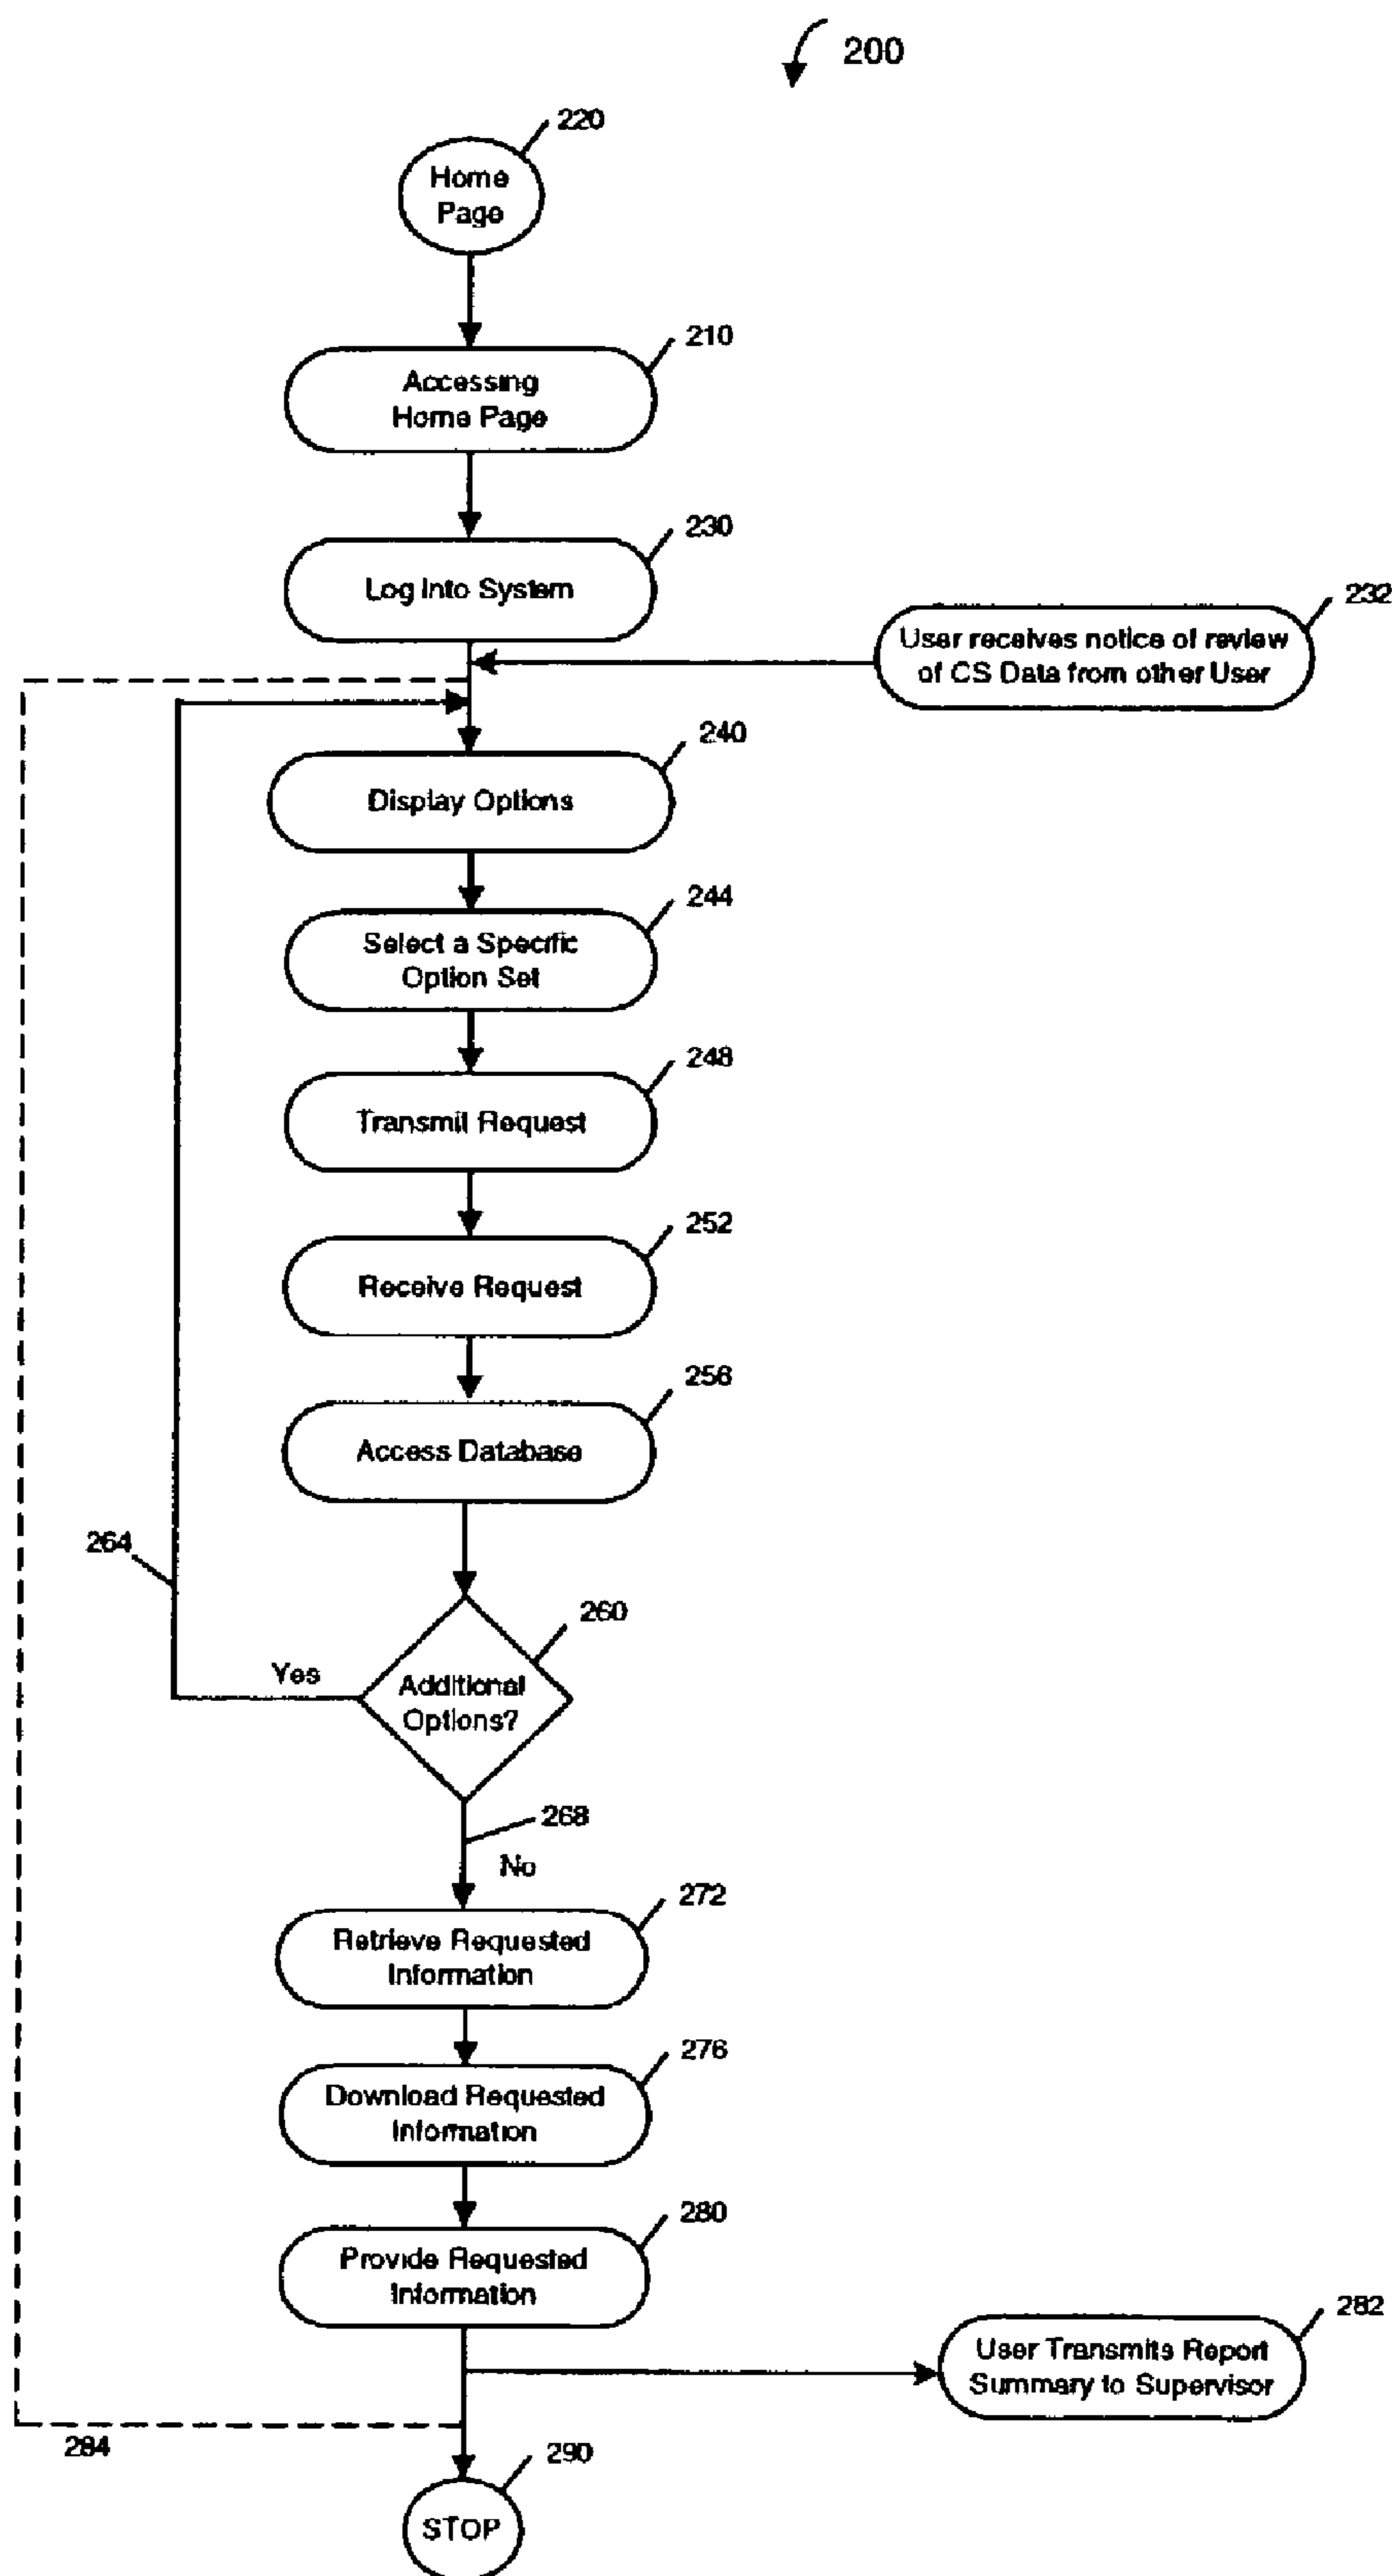 200
220
Home
Page
210
Accessing
Home Page
230
Log Into System
232
User receives notice of review
of CS Data from other User
240
Display Options
244
Select a Specific
Option Set
248
Transmit Request
252
Receive Request
256
Access Database
264
260
Yes
Additional
Options?
268
No
272
Retrieve Requested
Information
276
Download Requested
Information
280
Provide Requested
Information
282
User Transmits Report
Summary to Supervisor
284
290
STOP